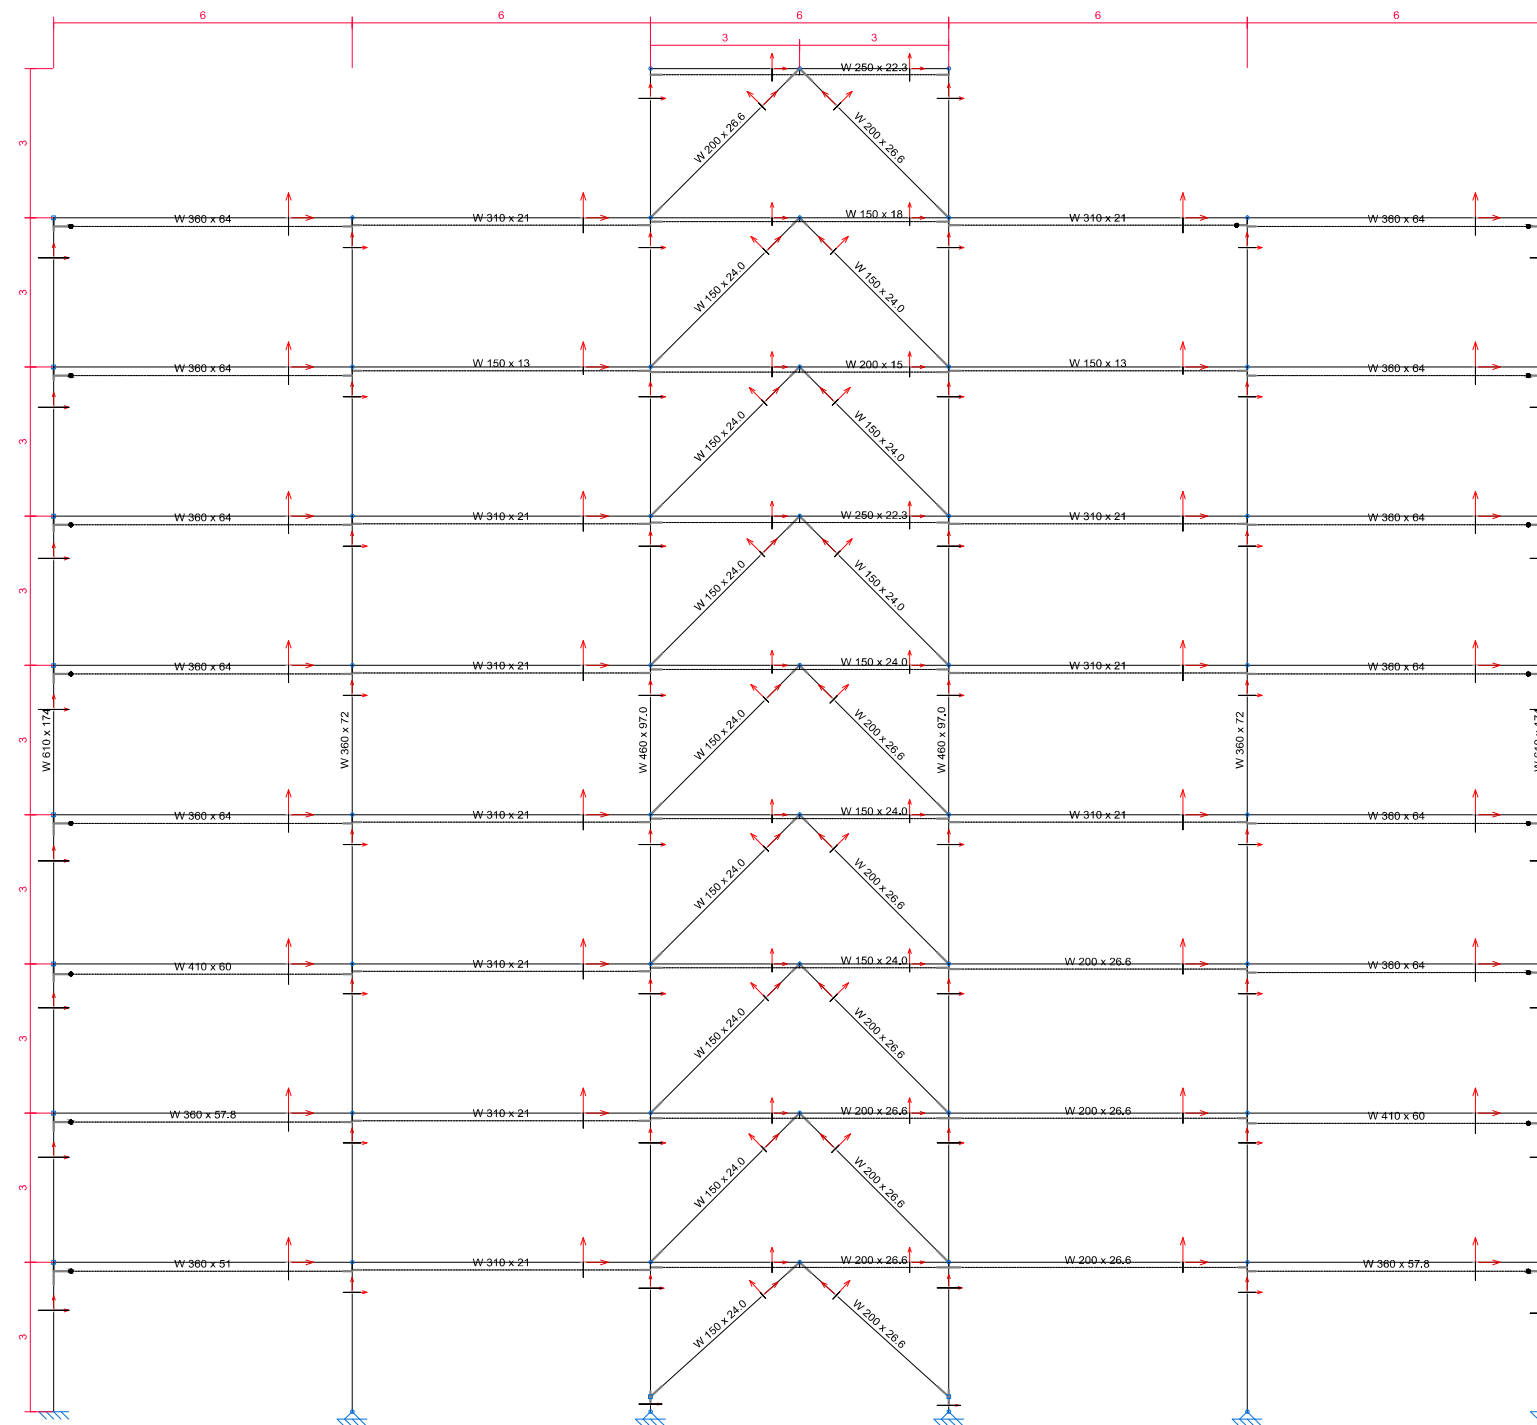 6 6 6 6 6
3 3
W 250 x 22.3
3
W 200 x 26.6 W 200 x 26.6
W 360 x 64 W 310 x 21 W 150 x 18 W 310 x 21 W 360 x 64
3
W 150 x 24.0 W 150 x 24.0
W 360 x 64 W 150 x 13 W 200 x 15 W 150 x 13 W 360 x 64
3
W 150 x 24.0 W 150 x 24.0
W 360 x 64 W 310 x 21 W 250 x 22.3 W 310 x 21 W 360 x 64
3
W 150 x 24.0 W 150 x 24.0
W 360 x 64 W 310 x 21 W 150 x 24.0 W 310 x 21 W 360 x 64
3
W 610 x 174 W 360 x 72 W 460 x 97.0 W 150 x 24.0 W 200 x 26.6 W 460 x 97.0 W 360 x 72
W 360 x 64 W 310 x 21 W 150 x 24.0 W 310 x 21 W 360 x 64
3
W 150 x 24.0 W 200 x 26.6
W 410 x 60 W 310 x 21 W 150 x 24.0 W 200 x 26.6 W 360 x 64
3
W 150 x 24.0 W 200 x 26.6
W 360 x 57.8 W 310 x 21 W 200 x 26.6 W 200 x 26.6 W 410 x 60
3
W 150 x 24.0 W 200 x 26.6
W 360 x 51 W 310 x 21 W 200 x 26.6 W 200 x 26.6 W 360 x 57.8
3
W 150 x 24.0 W 200 x 26.6